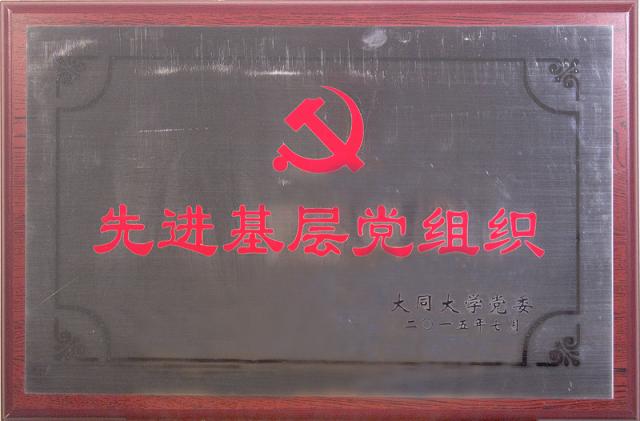 先进基层党组织
大同大学党委
二〇一五年七月